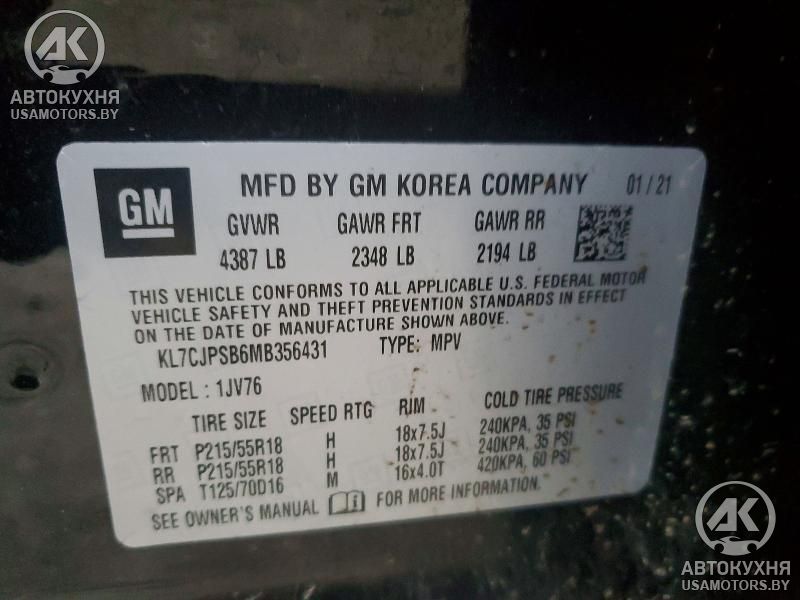 AK
АВТОКУХНЯ
USAMOTORS.BY
GM
MFD BY GM KOREA COMPANY 01/21
GVWR GAWR FRT GAWR RR
4387 LB 2348 LB 2194 LB
THIS VEHICLE CONFORMS TO ALL APPLICABLE U.S. FEDERAL MOTOR
VEHICLE SAFETY AND THEFT PREVENTION STANDARDS IN EFFECT
ON THE DATE OF MANUFACTURE SHOWN ABOVE.
KL7CJPSB6MB356431 TYPE: MPV
MODEL : 1JV76
TIRE SIZE SPEED RTG RIM COLD TIRE PRESSURE
FRT P215/55R18 H 18x7.5J 240KPA, 35 PSI
RR P215/55R18 H 18x7.5J 240KPA, 35 PSI
SPA T125/70D16 M 16x4.0T 420KPA, 60 PSI
SEE OWNER'S MANUAL FOR MORE INFORMATION.
AK
АВТОКУХНЯ
USAMOTORS.BY